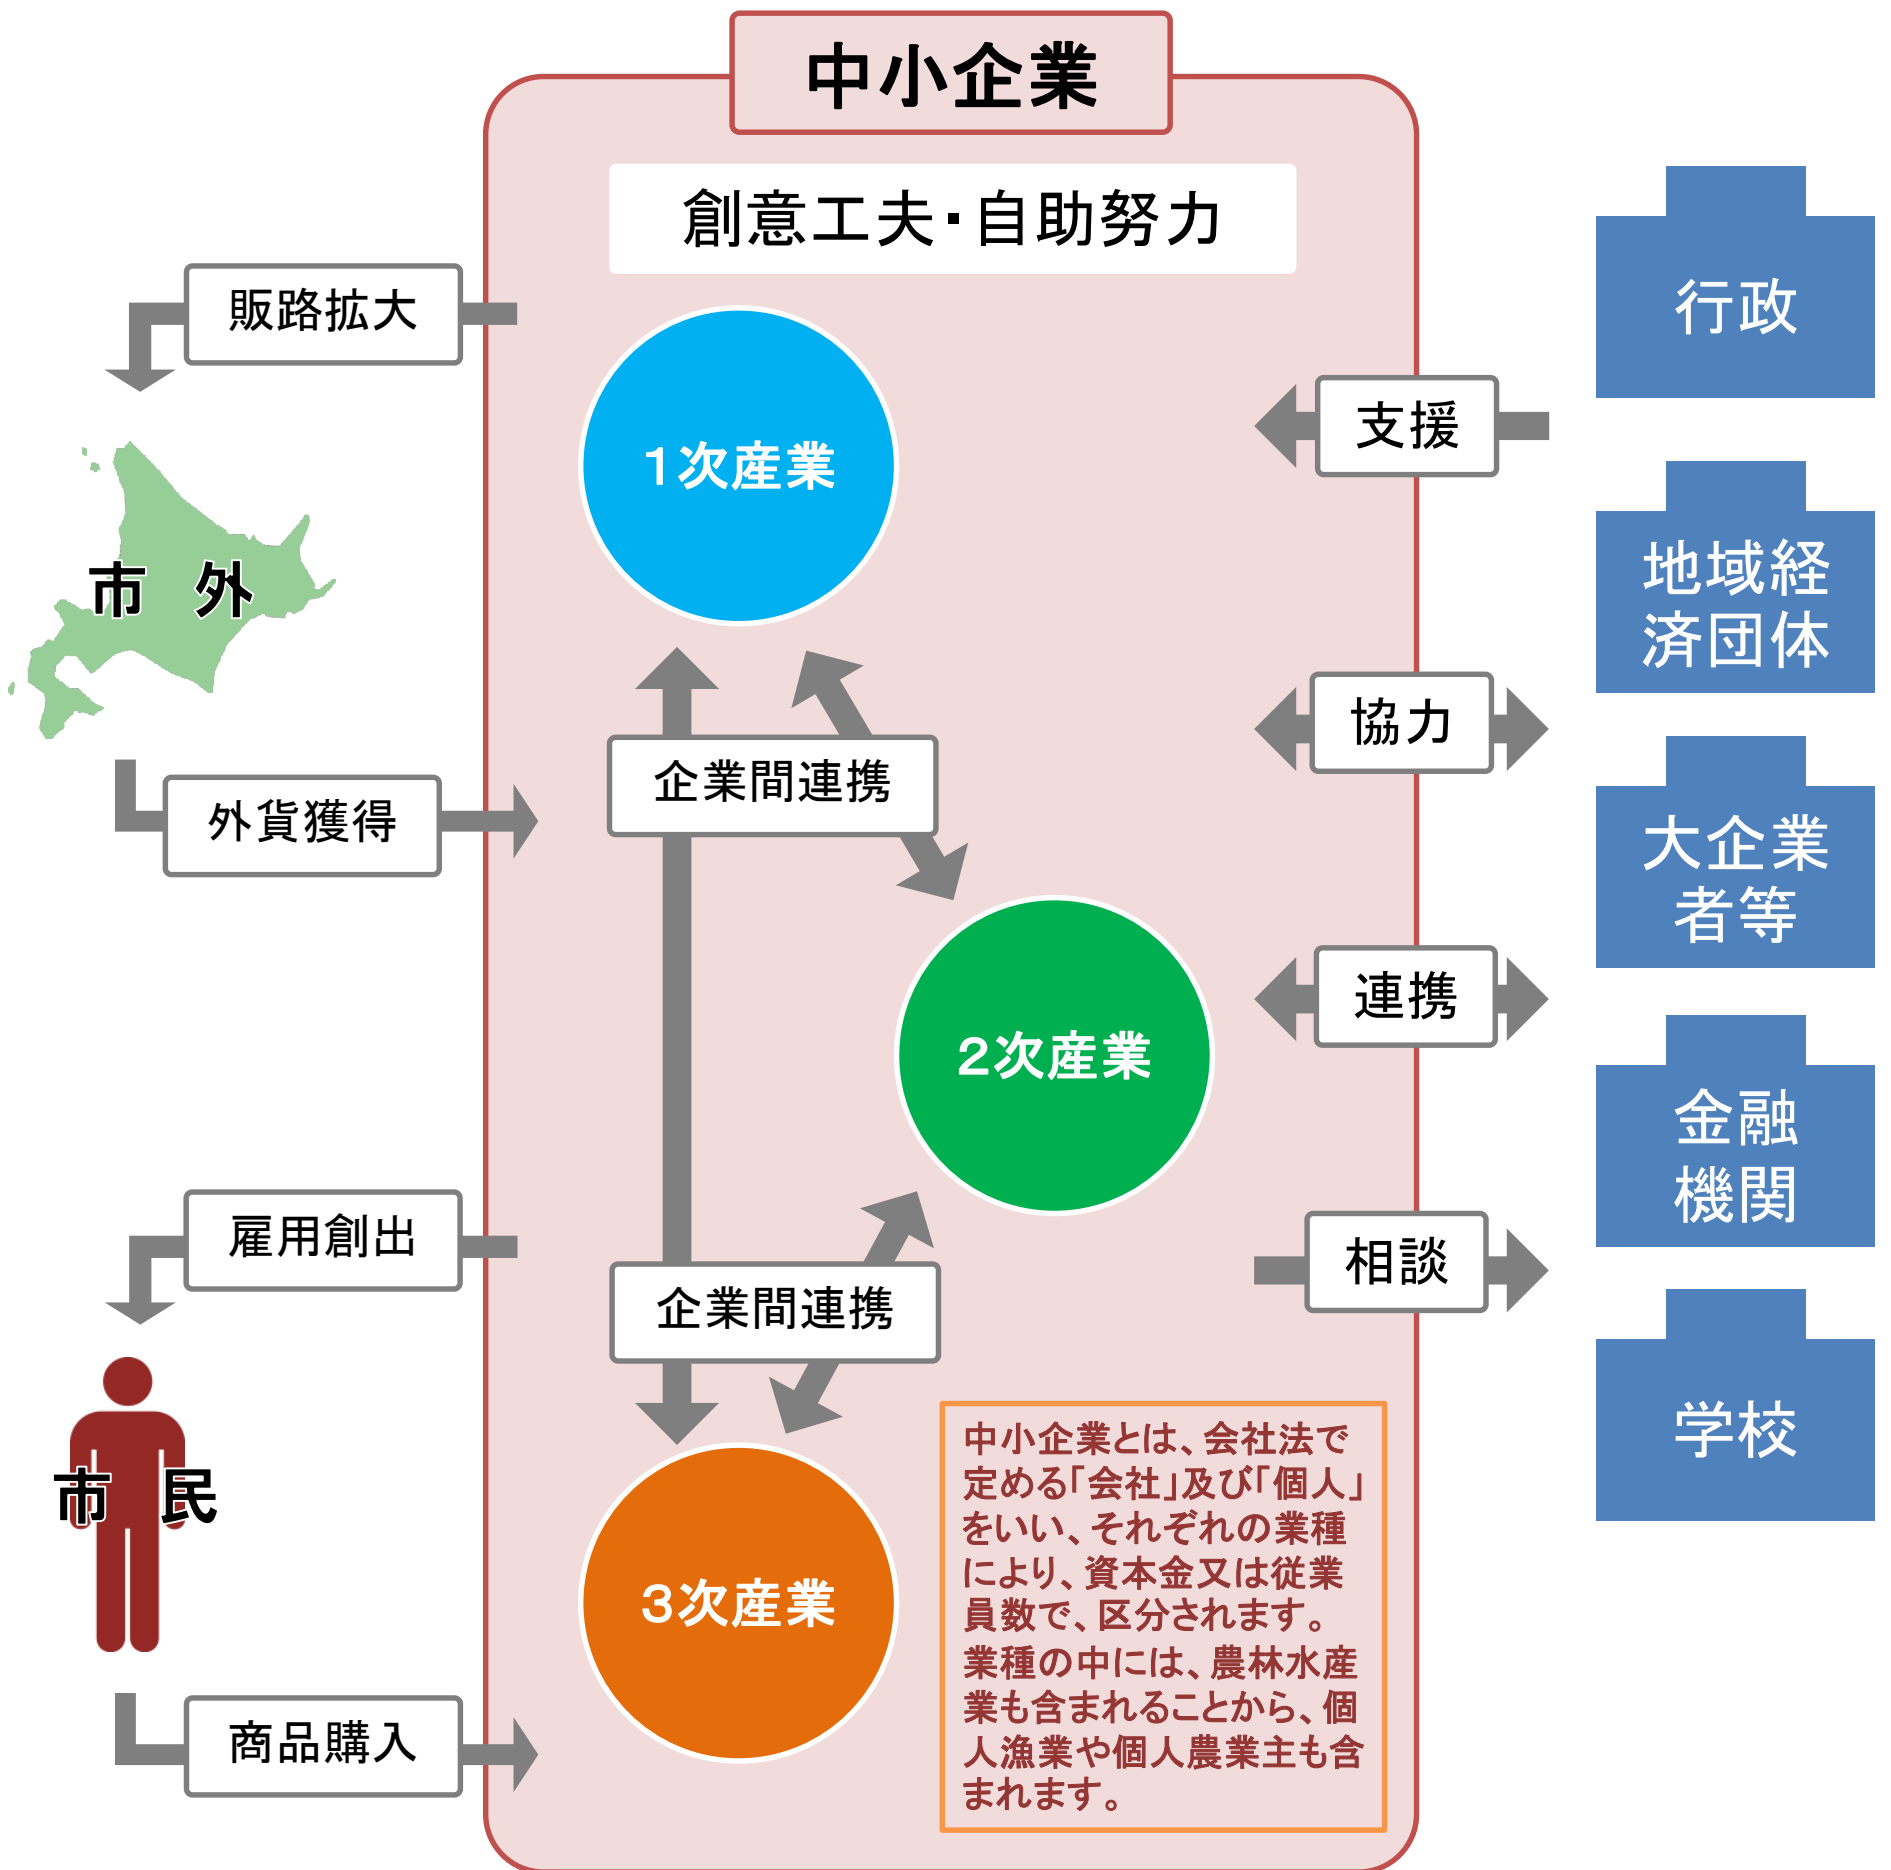 中小企業
創意工夫・自助努力
販路拡大
市　外
外貨獲得
雇用創出
市　民
商品購入
１次産業
企業間連携
２次産業
企業間連携
３次産業
中小企業とは、会社法で
定める「会社」及び「個人」
をいい、それぞれの業種
により、資本金又は従業
員数で、区分されます。
業種の中には、農林水産
業も含まれることから、個
人漁業や個人農業主も含
まれます。
支援
協力
連携
相談
行政
地域経
済団体
大企業
者等
金融
機関
学校